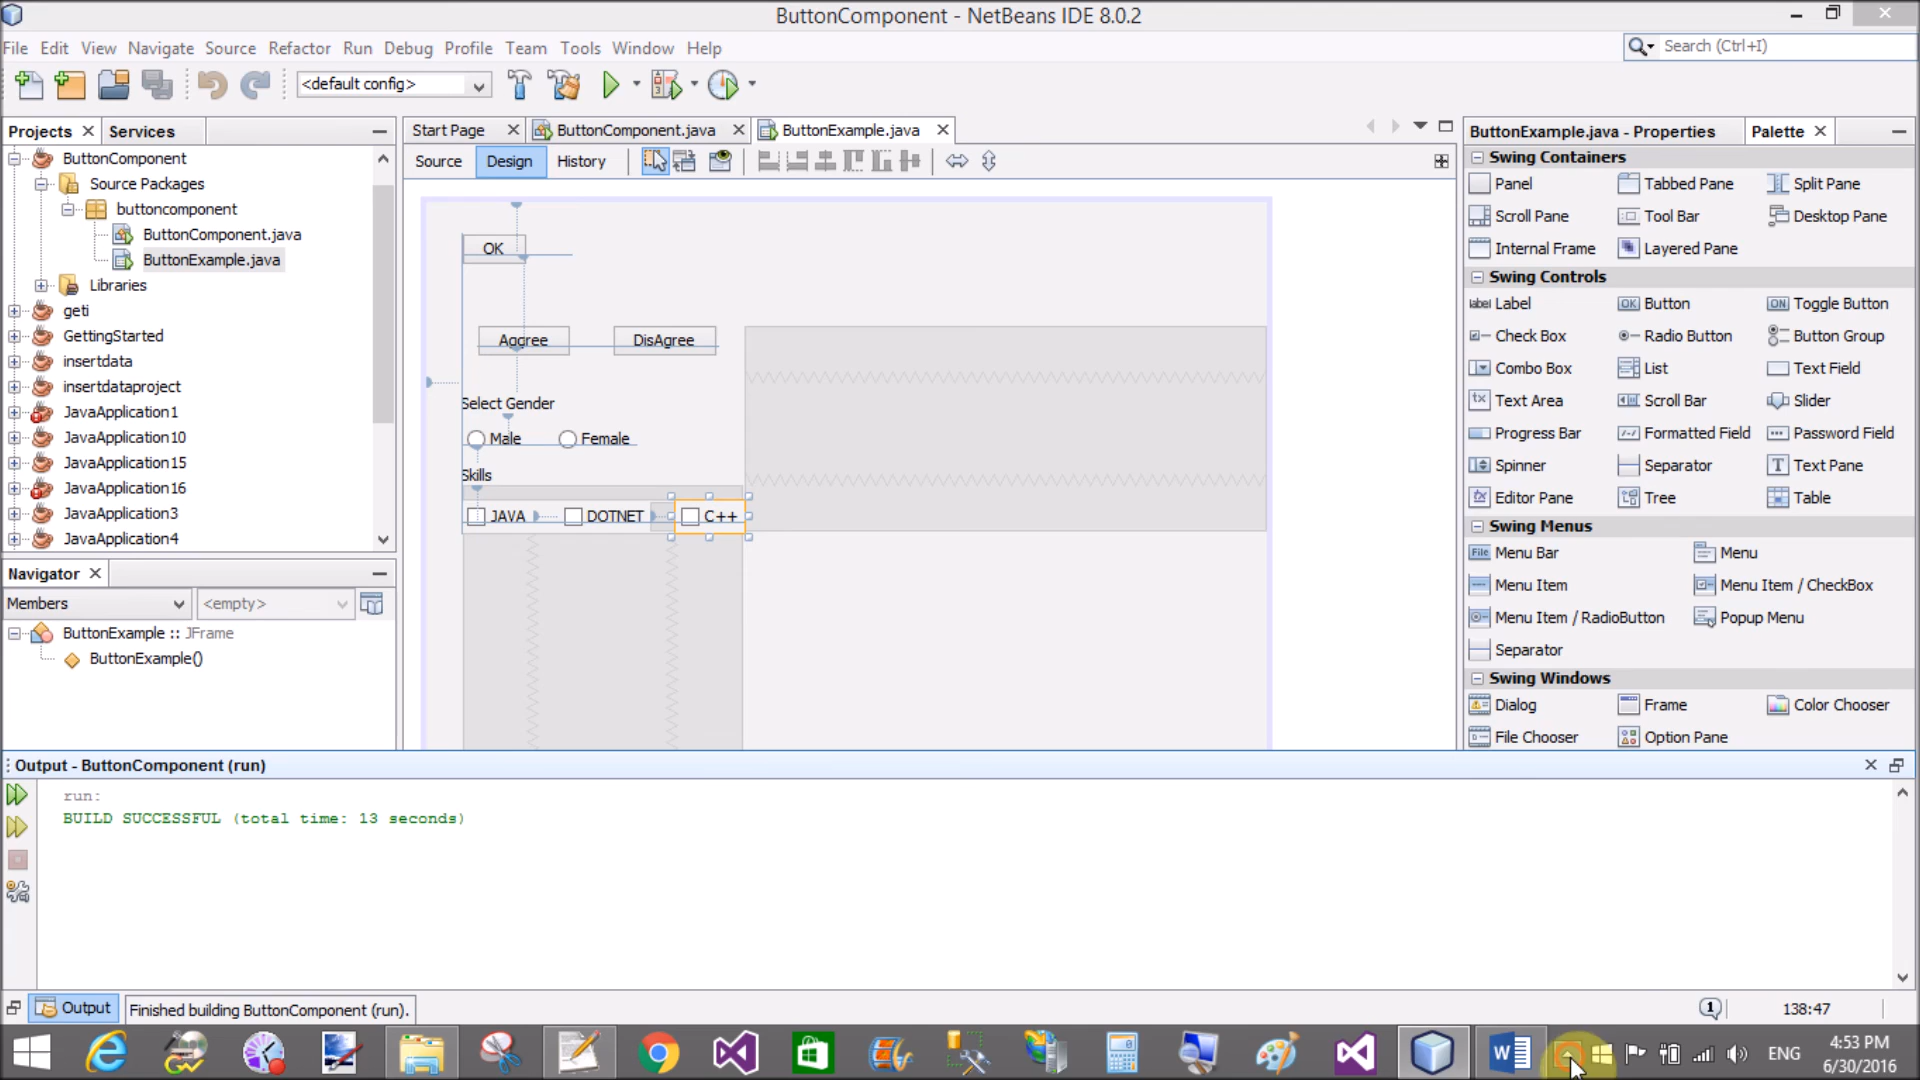 ButtonComponent - NetBeans IDE 8.0.2
File Edit View Navigate Source Refactor Run Debug Profile Team Tools Window Help
Search (Ctrl+I)
<default config>
Projects Services
Start Page ButtonComponent.java ButtonExample.java
ButtonExample.java - Properties Palette
Source Design History
ButtonComponent
Source Packages
buttoncomponent
ButtonComponent.java
ButtonExample.java
Libraries
geti
GettingStarted
insertdata
insertdataproject
JavaApplication1
JavaApplication10
JavaApplication15
JavaApplication16
JavaApplication3
JavaApplication4
Navigator
Members <empty>
ButtonExample :: JFrame
ButtonExample()
OK
Aggree DisAgree
Select Gender
Male Female
Skills
JAVA DOTNET C++
Swing Containers
Panel Tabbed Pane Split Pane
Scroll Pane Tool Bar Desktop Pane
Internal Frame Layered Pane
Swing Controls
label Label OK Button ON Toggle Button
Check Box Radio Button Button Group
Combo Box List Text Field
Text Area Scroll Bar Slider
Progress Bar Formatted Field Password Field
Spinner Separator Text Pane
Editor Pane Tree Table
Swing Menus
File Menu Bar Menu
Menu Item Menu Item / CheckBox
Menu Item / RadioButton Popup Menu
Separator
Swing Windows
Dialog Frame Color Chooser
File Chooser Option Pane
Output - ButtonComponent (run)
run:
BUILD SUCCESSFUL (total time: 13 seconds)
Output Finished building ButtonComponent (run). 1 138:47
ENG 4:53 PM
6/30/2016